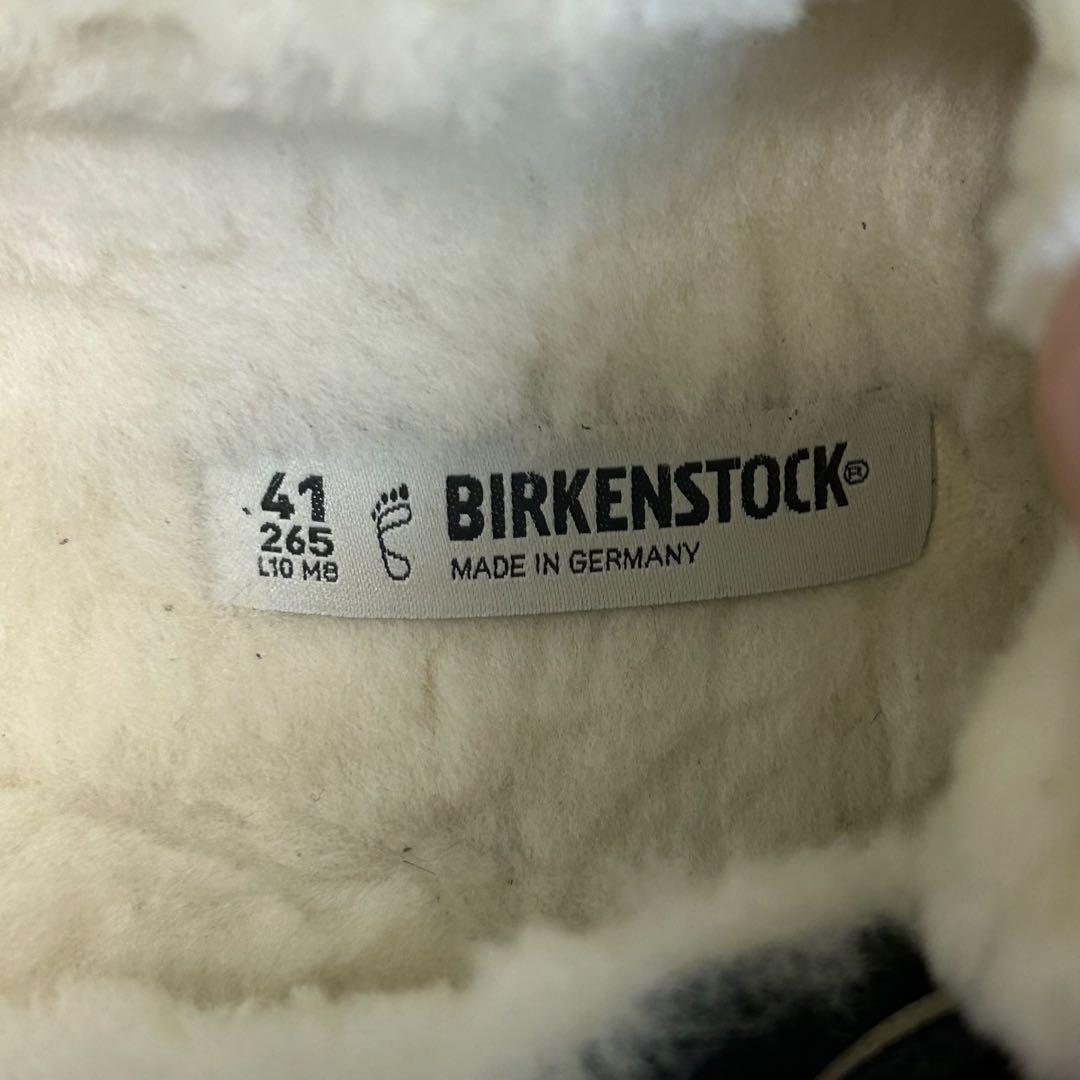 41
265
L10 M8
BIRKENSTOCK®
MADE IN GERMANY